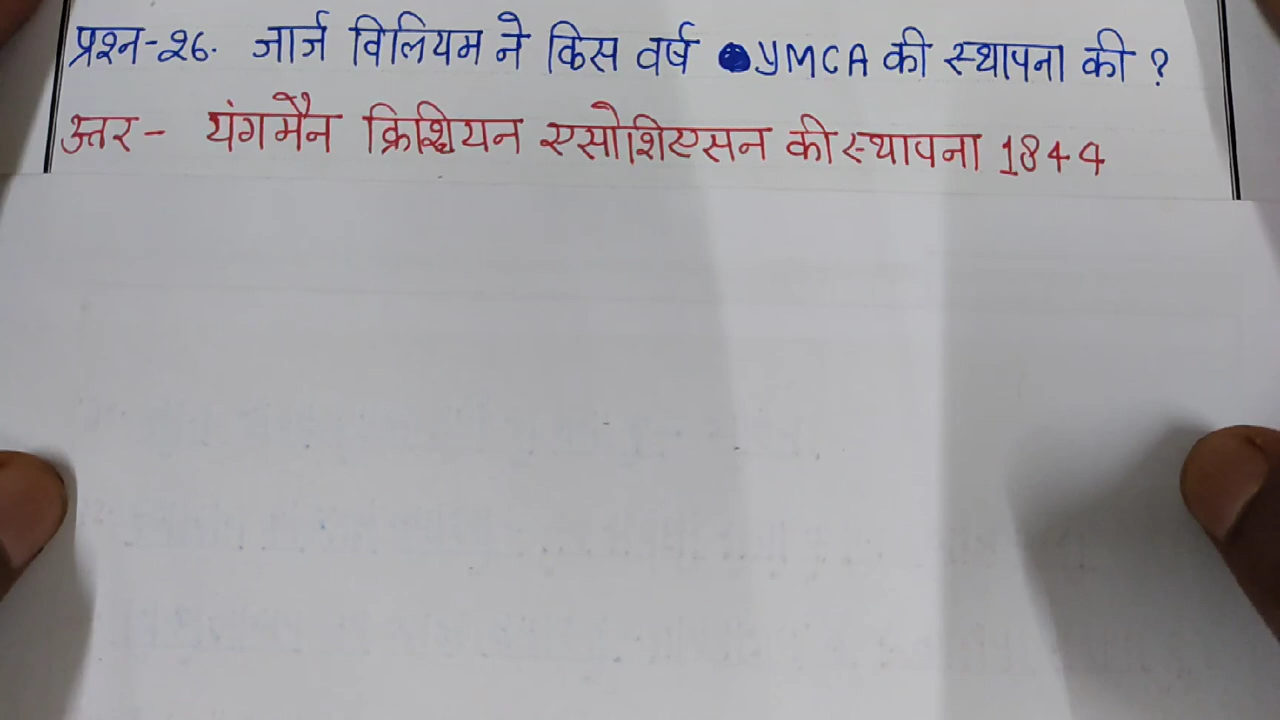 प्रश्न-26. जार्ज विलियम ने किस वर्ष YMCA की स्थापना की ?
उत्तर- यंगमैन क्रिश्चियन एसोशिएसन की स्थापना 1844